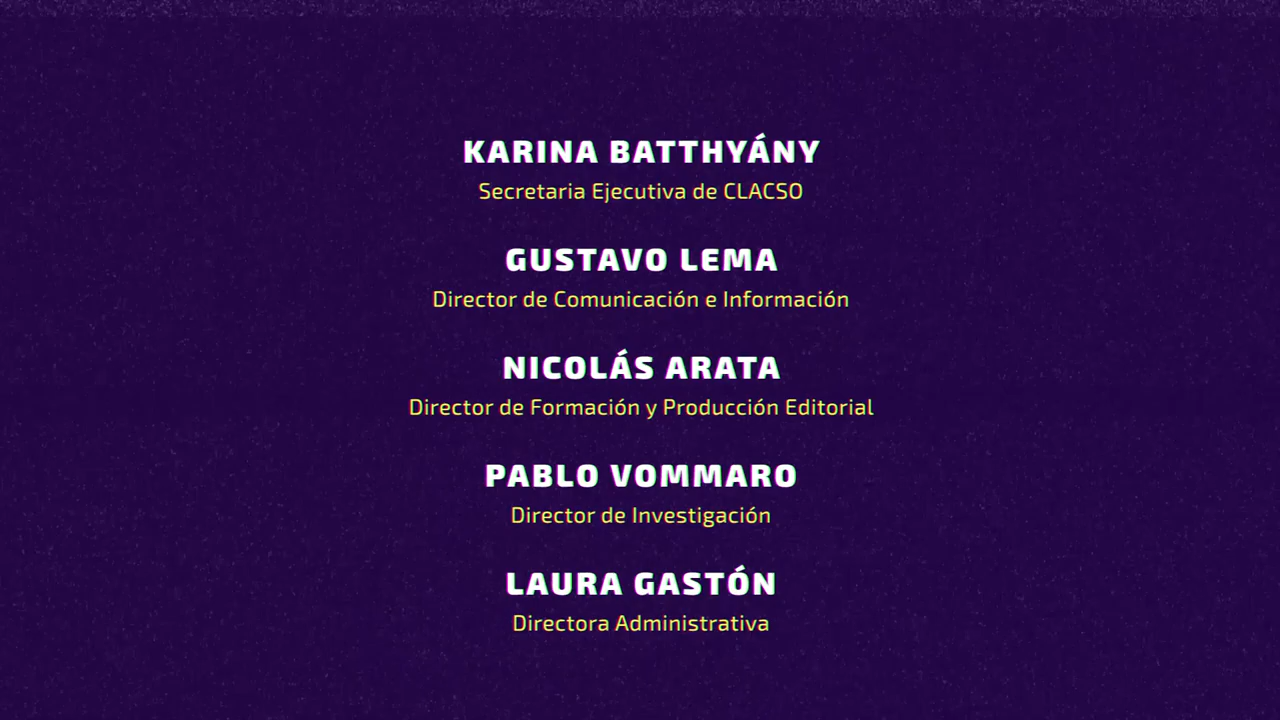 KARINA BATTHYÁNY
Secretaria Ejecutiva de CLACSO
GUSTAVO LEMA
Director de Comunicación e Información
NICOLÁS ARATA
Director de Formación y Producción Editorial
PABLO VOMMARO
Director de Investigación
LAURA GASTÓN
Directora Administrativa